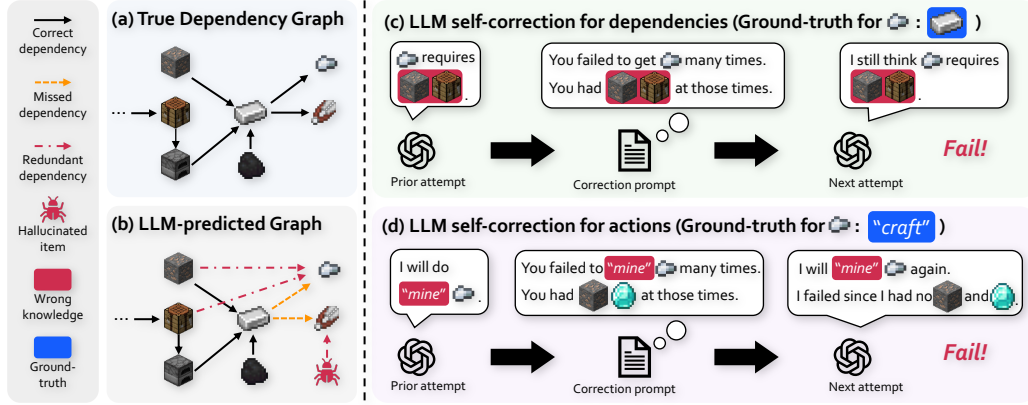 Correct
dependency
Missed
dependency
Redundant
dependency
Hallucinated
item
Wrong
knowledge
Ground-
truth
(a) True Dependency Graph
...
(b) LLM-predicted Graph
...
(c) LLM self-correction for dependencies (Ground-truth for : )
requires
.
Prior attempt
You failed to get many times.
You had at those times.
Correction prompt
I still think requires
.
Next attempt
Fail!
(d) LLM self-correction for actions (Ground-truth for : "craft" )
I will do
"mine" .
Prior attempt
You failed to "mine" many times.
You had at those times.
Correction prompt
I will "mine" again.
I failed since I had no and .
Next attempt
Fail!